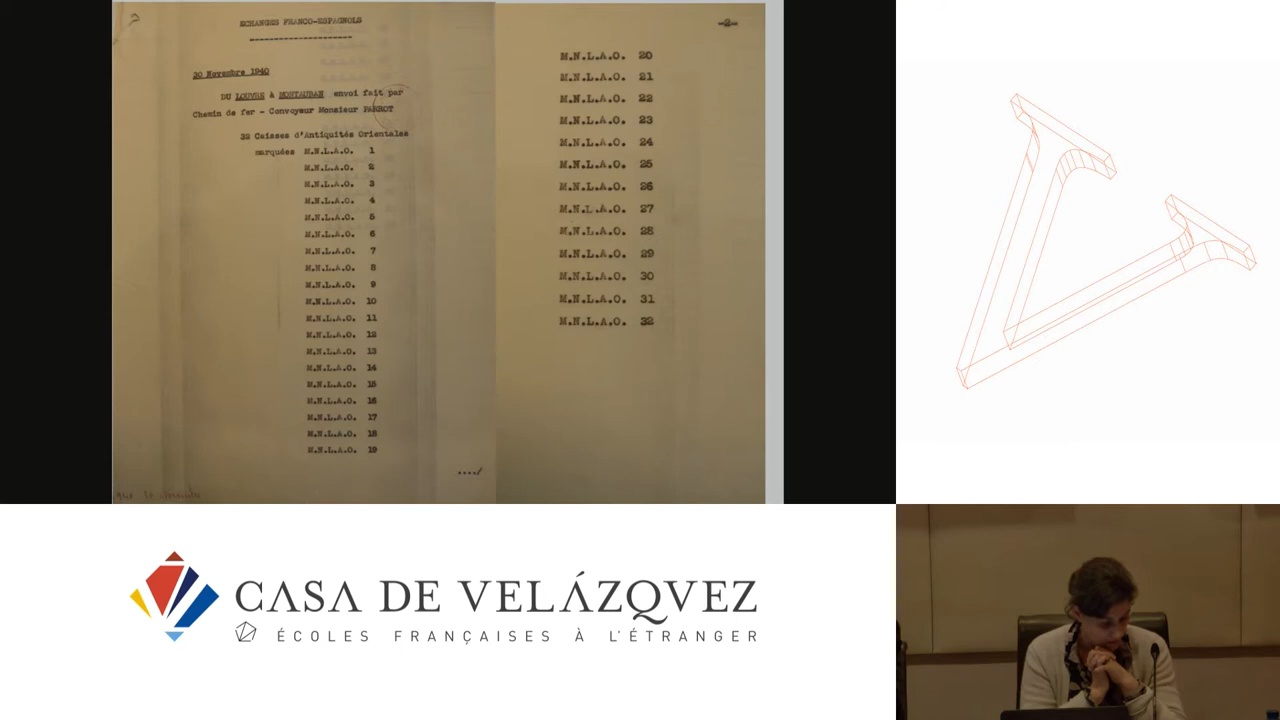 ECHANGES FRANCO-ESPAGNOLS
30 Novembre 1940
DU LOUVRE à MONTAUBAN envoi fait par
Chemin de fer - Convoyeur Monsieur PARROT
32 Caisses d'Antiquités Orientales
marquées M.N.L.A.O. 1
M.N.L.A.O. 2
M.N.L.A.O. 3
M.N.L.A.O. 4
M.N.L.A.O. 5
M.N.L.A.O. 6
M.N.L.A.O. 7
M.N.L.A.O. 8
M.N.L.A.O. 9
M.N.L.A.O. 10
M.N.L.A.O. 11
M.N.L.A.O. 12
M.N.L.A.O. 13
M.N.L.A.O. 14
M.N.L.A.O. 15
M.N.L.A.O. 16
M.N.L.A.O. 17
M.N.L.A.O. 18
M.N.L.A.O. 19
..../
-2-
M.N.L.A.O. 20
M.N.L.A.O. 21
M.N.L.A.O. 22
M.N.L.A.O. 23
M.N.L.A.O. 24
M.N.L.A.O. 25
M.N.L.A.O. 26
M.N.L.A.O. 27
M.N.L.A.O. 28
M.N.L.A.O. 29
M.N.L.A.O. 30
M.N.L.A.O. 31
M.N.L.A.O. 32
CASA DE VELÁZQVEZ
ÉCOLES FRANÇAISES À L'ÉTRANGER